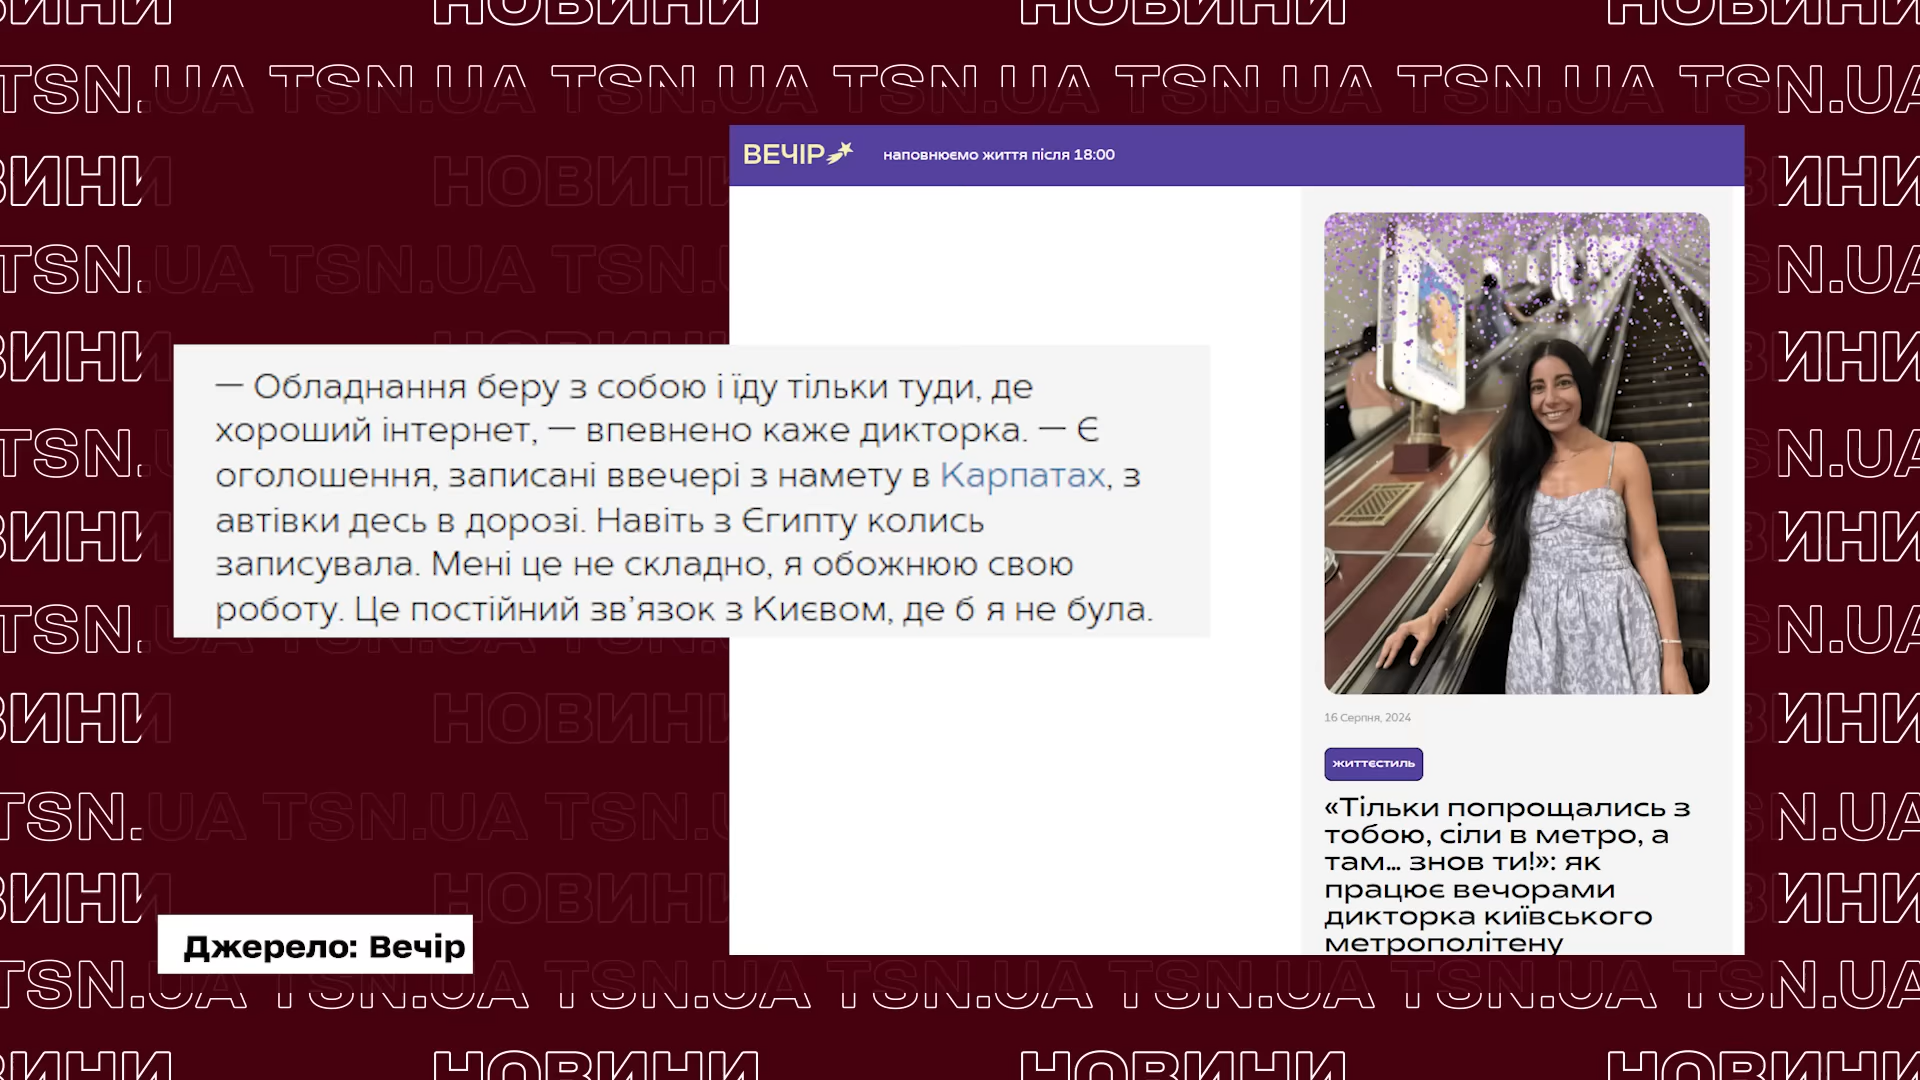 НОВИНИ НОВИНИ
TSN.UA TSN.UA TSN.UA TSN.UA TSN.UA TSN.UA TSN.UA
ВЕЧІР наповнюємо життя після 18:00
— Обладнання беру з собою і їду тільки туди, де
хороший інтернет, — впевнено каже дикторка. — Є
оголошення, записані ввечері з намету в Карпатах, з
автівки десь в дорозі. Навіть з Єгипту колись
записувала. Мені це не складно, я обожнюю свою
роботу. Це постійний зв’язок з Києвом, де б я не була.
16 Серпня, 2024
життєстиль
«Тільки попрощались з
тобою, сіли в метро, а
там... знов ти!»: як
працює вечорами
дикторка київського
метрополітену
Джерело: Вечір
TSN.UA TSN.UA TSN.UA TSN.UA TSN.UA TSN.UA TSN.UA
НОВИНИ НОВИНИ